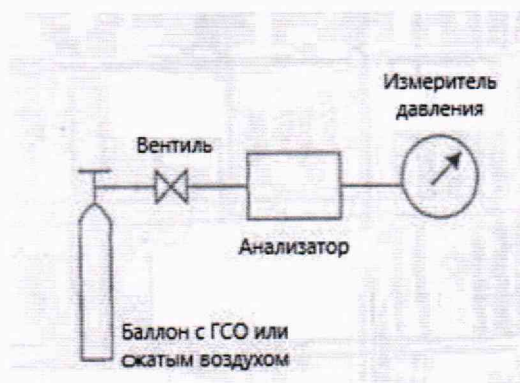 Измеритель
давления
Вентиль
Анализатор
Баллон с ГСО или
сжатым воздухом